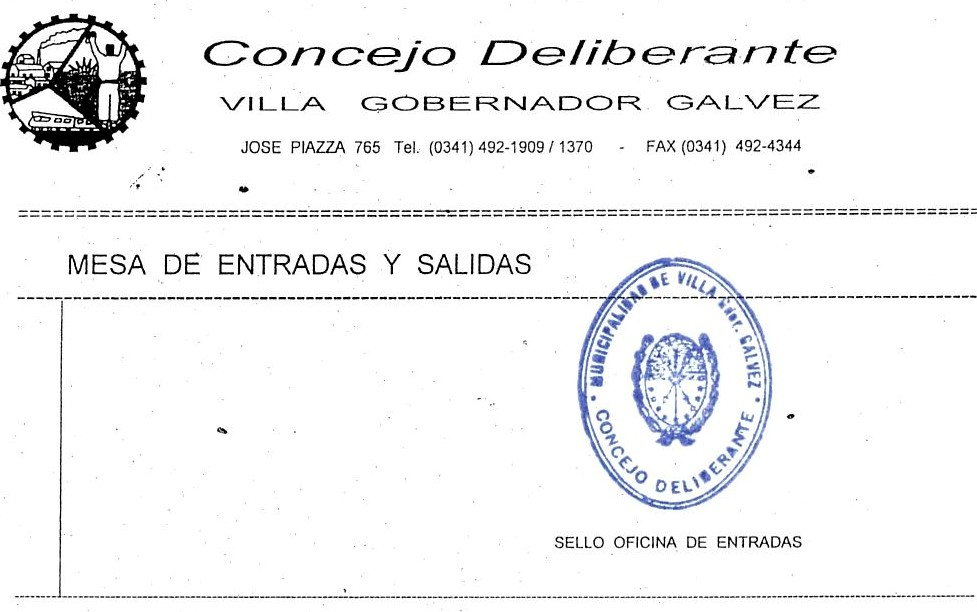 Concejo Deliberante
VILLA GOBERNADOR GALVEZ
JOSE PIAZZA 765 Tel. (0341) 492-1909 / 1370 - FAX (0341) 492-4344
MESA DE ENTRADAS Y SALIDAS
MUNICIPALIDAD DE VILLA GNOR. GALVEZ
CONCEJO DELIBERANTE
SELLO OFICINA DE ENTRADAS